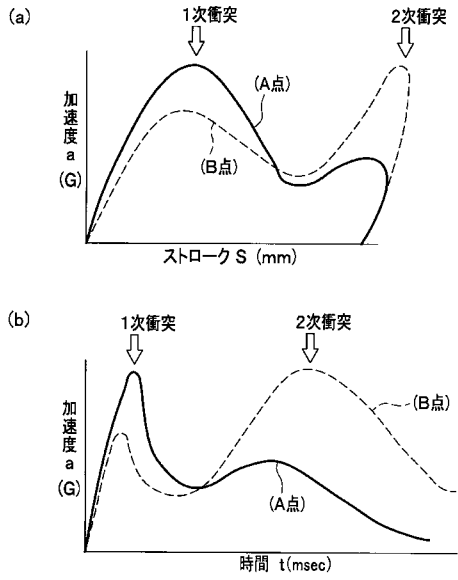 (a)
1次衝突
2次衝突
(A点)
(B点)
加速度 a (G)
ストローク S (mm)
(b)
1次衝突
2次衝突
(B点)
(A点)
加速度 a (G)
時間 t(msec)